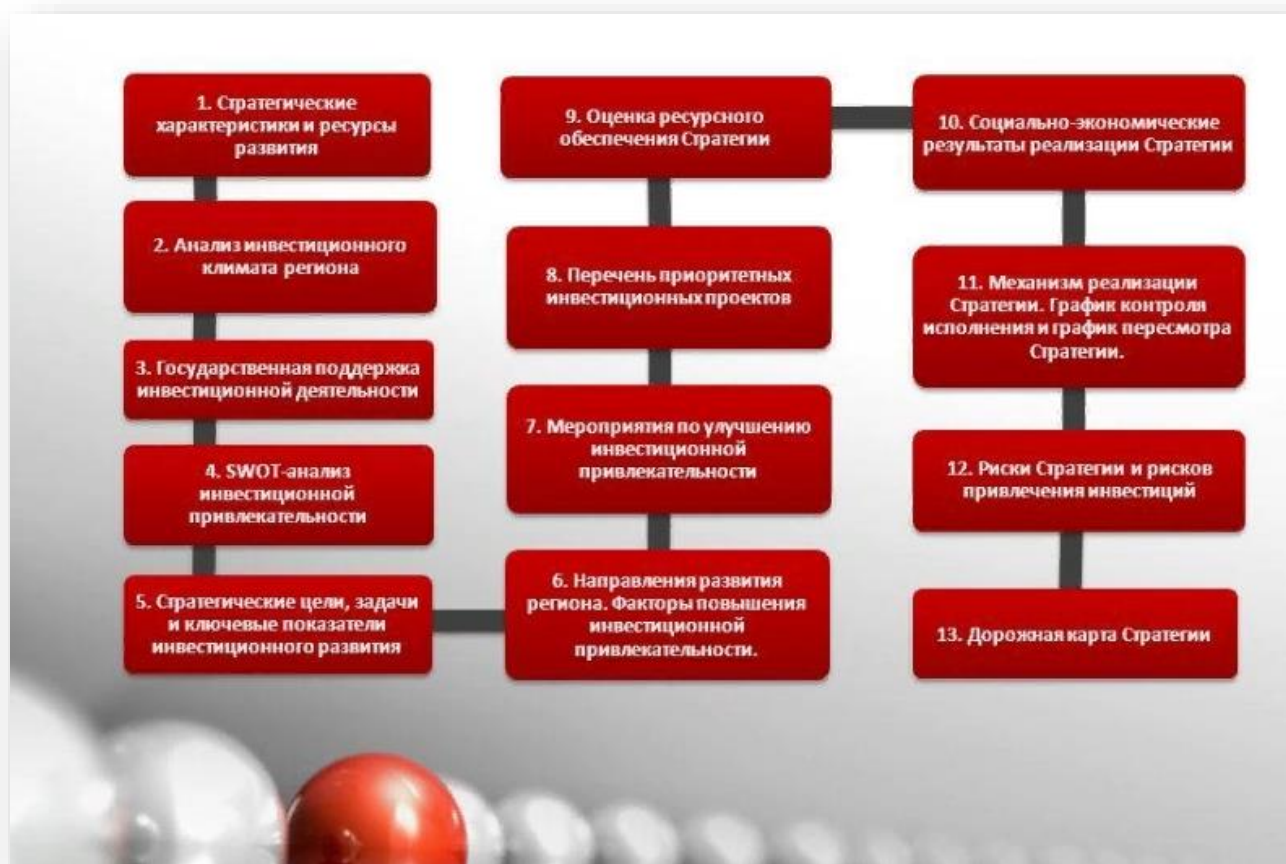 1. Стратегические
характеристики и ресурсы
развития
2. Анализ инвестиционного
климата региона
3. Государственная поддержка
инвестиционной деятельности
4. SWOT-анализ
инвестиционной
привлекательности
5. Стратегические цели, задачи
и ключевые показатели
инвестиционного развития
6. Направления развития
региона. Факторы повышения
инвестиционной
привлекательности.
7. Мероприятия по улучшению
инвестиционной
привлекательности
8. Перечень приоритетных
инвестиционных проектов
9. Оценка ресурсного
обеспечения Стратегии
10. Социально-экономические
результаты реализации Стратегии
11. Механизм реализации
Стратегии. График контроля
исполнения и график пересмотра
Стратегии.
12. Риски Стратегии и рисков
привлечения инвестиций
13. Дорожная карта Стратегии